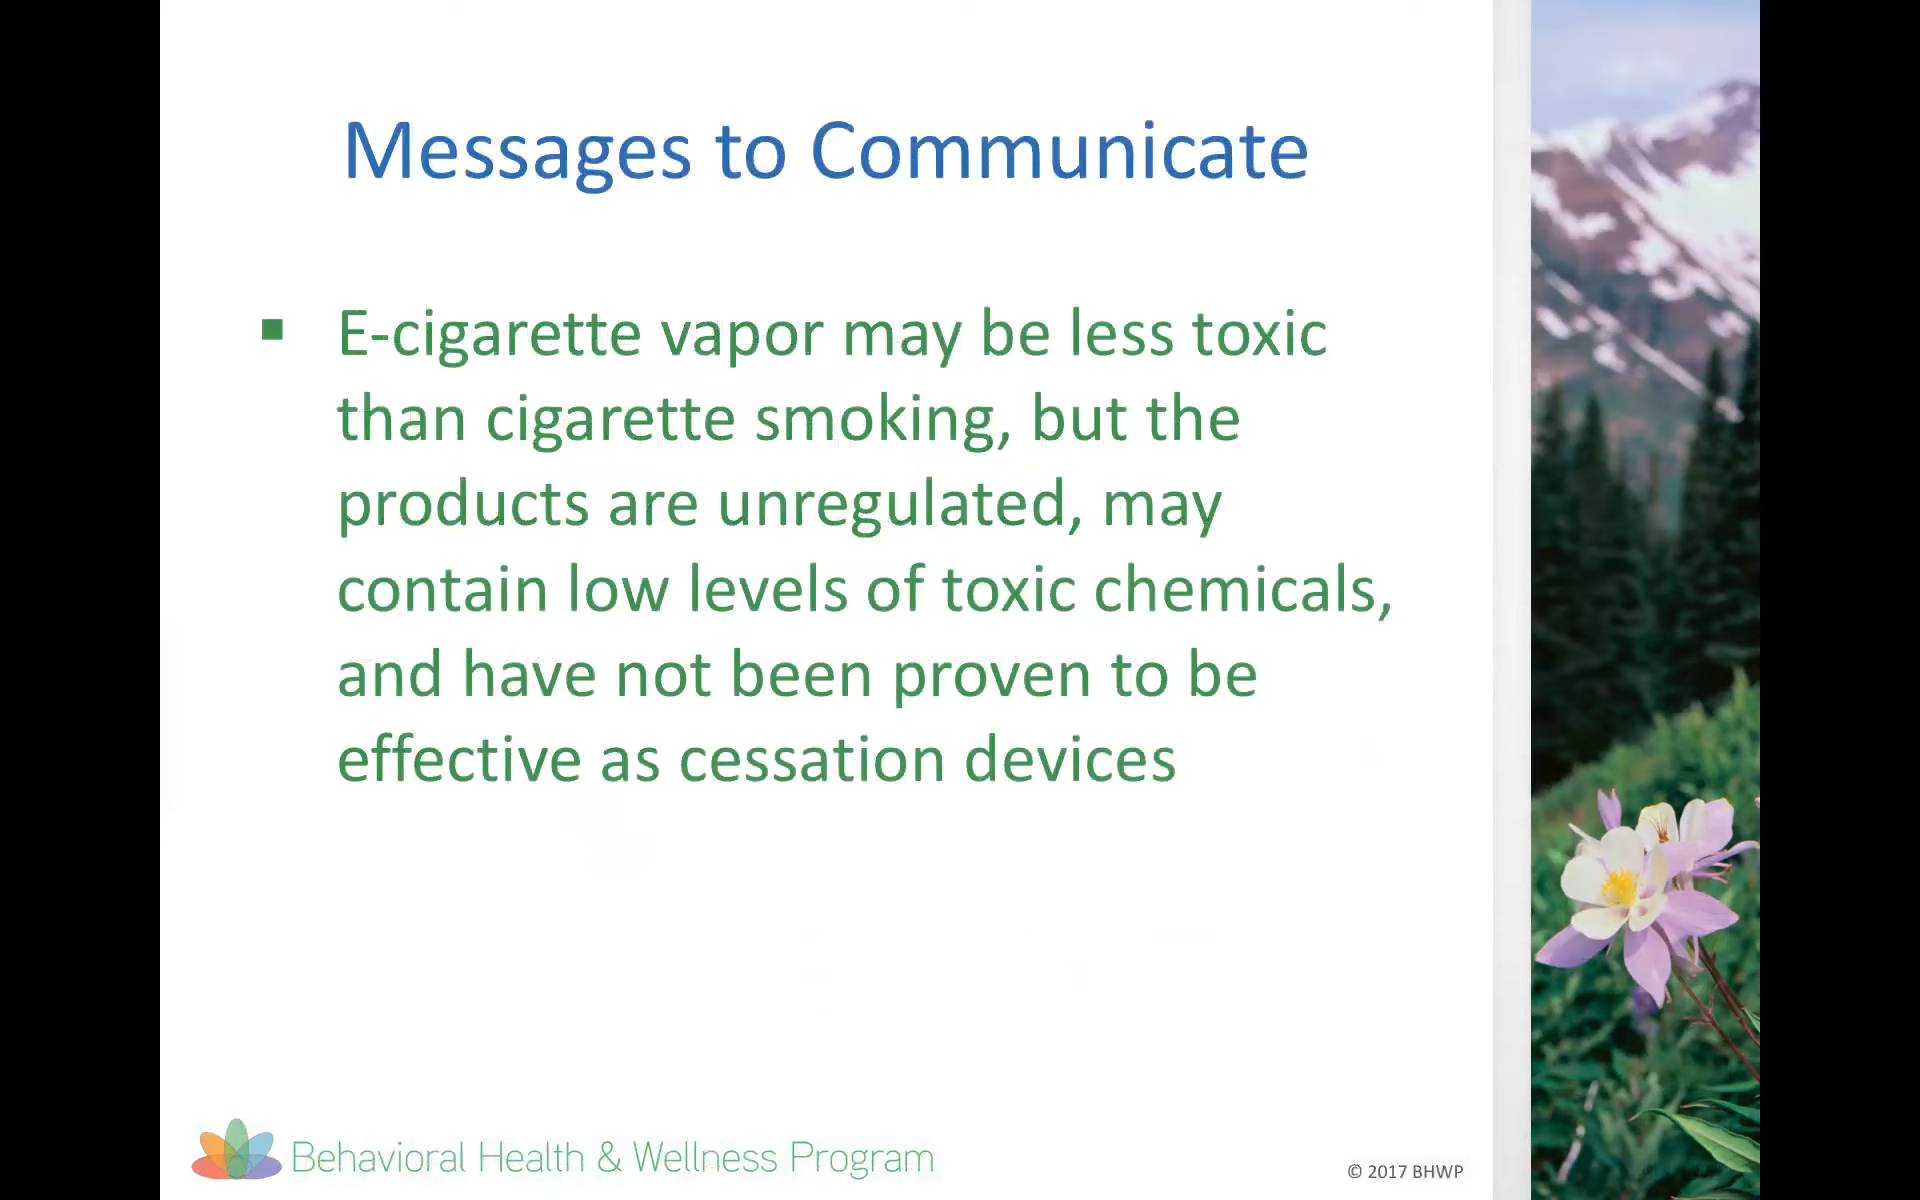 Messages to Communicate
▪ E-cigarette vapor may be less toxic
than cigarette smoking, but the
products are unregulated, may
contain low levels of toxic chemicals,
and have not been proven to be
effective as cessation devices
Behavioral Health & Wellness Program
© 2017 BHWP